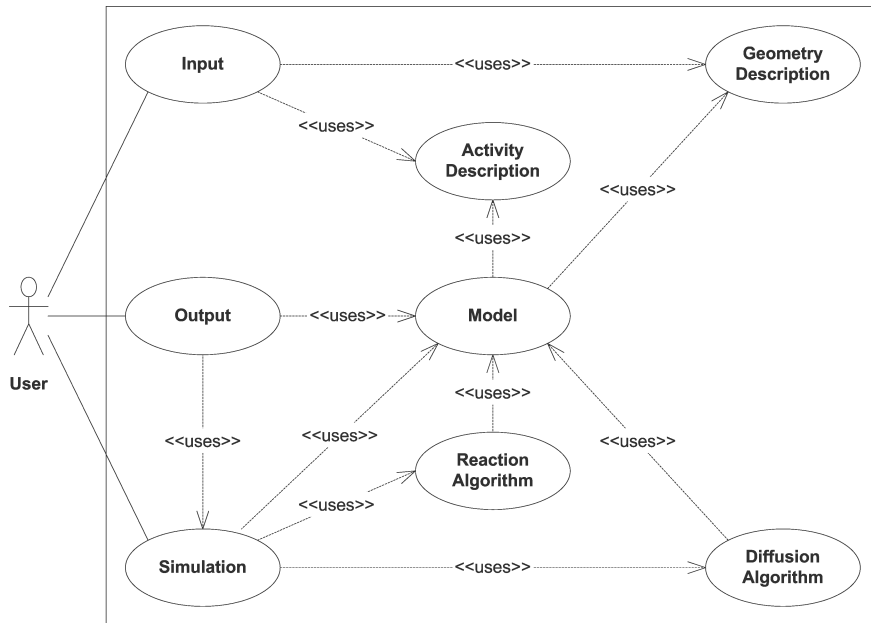 Input
<<uses>>
Geometry
Description
<<uses>>
Activity
Description
<<uses>>
<<uses>>
User
Output
<<uses>>
Model
<<uses>>
<<uses>>
<<uses>>
<<uses>>
<<uses>>
Reaction
Algorithm
Simulation
<<uses>>
Diffusion
Algorithm
<<uses>>